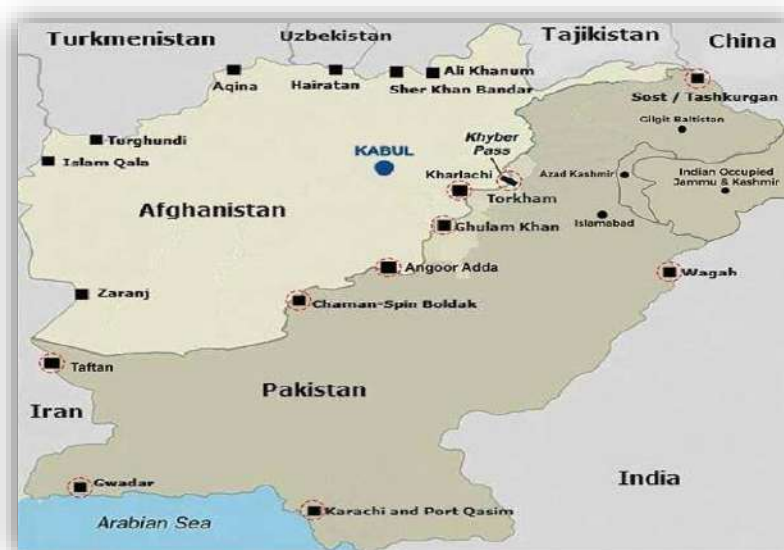 Turkmenistan
Uzbekistan
Tajikistan
China
Aqina
Hairatan
Ali Khanum
Sher Khan Bandar
Sost / Tashkurgan
Gilgit Baltistan
Turghundi
Islam Qala
KABUL
Khyber
Pass
Kharlachi
Torkham
Azad Kashmir
Indian Occupied
Jammu & Kashmir
Afghanistan
Islamabad
Ghulam Khan
Angoor Adda
Wagah
Zaranj
Chaman-Spin Boldak
Taftan
Pakistan
Iran
India
Gwadar
Karachi and Port Qasim
Arabian Sea